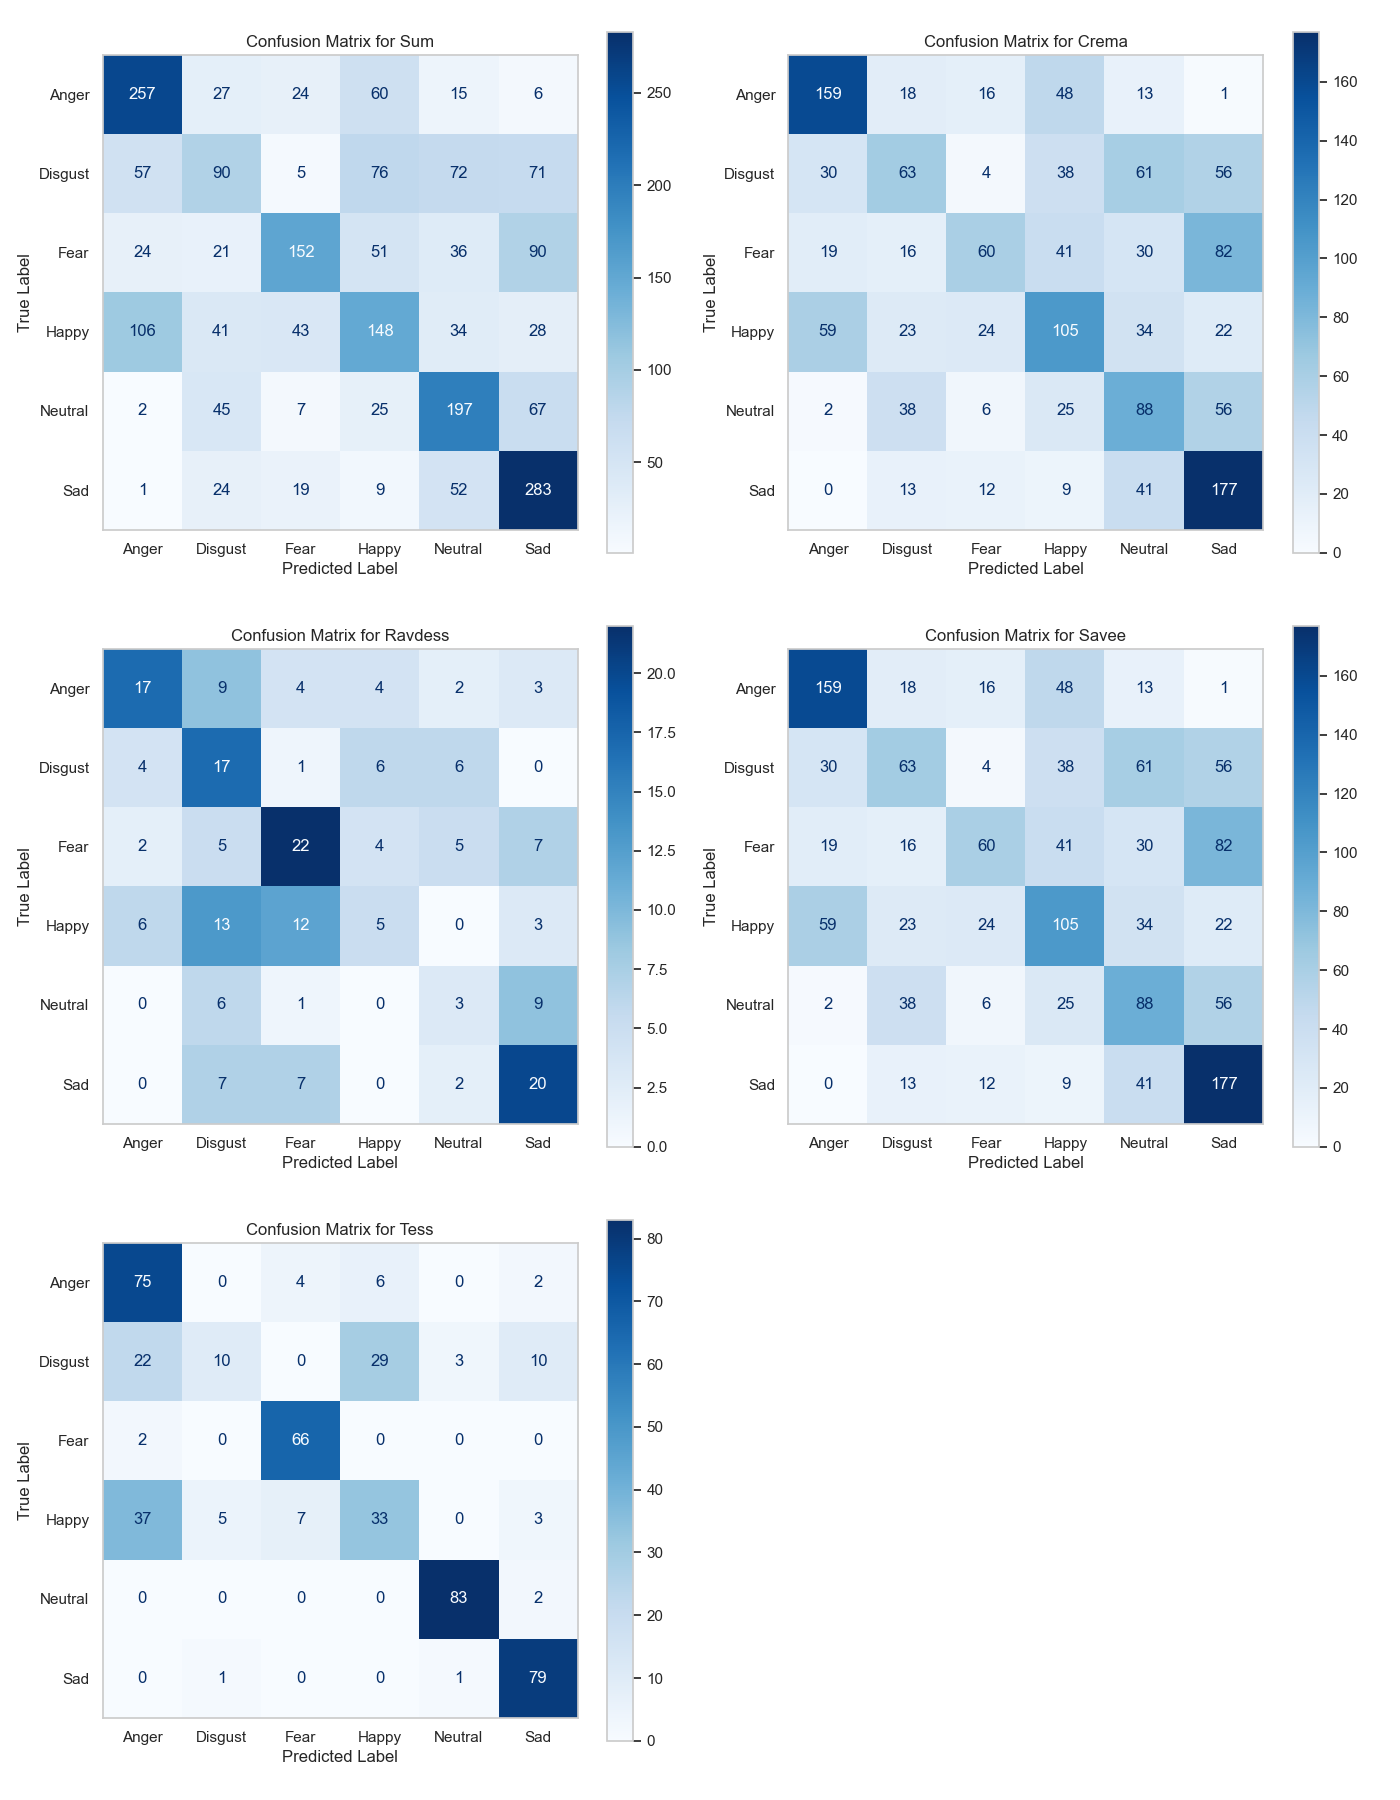 Confusion Matrix for Sum
True Label
Anger 257 27 24 60 15 6
Disgust 57 90 5 76 72 71
Fear 24 21 152 51 36 90
Happy 106 41 43 148 34 28
Neutral 2 45 7 25 197 67
Sad 1 24 19 9 52 283
Anger Disgust Fear Happy Neutral Sad
Predicted Label
250
200
150
100
50
Confusion Matrix for Crema
True Label
Anger 159 18 16 48 13 1
Disgust 30 63 4 38 61 56
Fear 19 16 60 41 30 82
Happy 59 23 24 105 34 22
Neutral 2 38 6 25 88 56
Sad 0 13 12 9 41 177
Anger Disgust Fear Happy Neutral Sad
Predicted Label
160
140
120
100
80
60
40
20
0
Confusion Matrix for Ravdess
True Label
Anger 17 9 4 4 2 3
Disgust 4 17 1 6 6 0
Fear 2 5 22 4 5 7
Happy 6 13 12 5 0 3
Neutral 0 6 1 0 3 9
Sad 0 7 7 0 2 20
Anger Disgust Fear Happy Neutral Sad
Predicted Label
20.0
17.5
15.0
12.5
10.0
7.5
5.0
2.5
0.0
Confusion Matrix for Savee
True Label
Anger 159 18 16 48 13 1
Disgust 30 63 4 38 61 56
Fear 19 16 60 41 30 82
Happy 59 23 24 105 34 22
Neutral 2 38 6 25 88 56
Sad 0 13 12 9 41 177
Anger Disgust Fear Happy Neutral Sad
Predicted Label
160
140
120
100
80
60
40
20
0
Confusion Matrix for Tess
True Label
Anger 75 0 4 6 0 2
Disgust 22 10 0 29 3 10
Fear 2 0 66 0 0 0
Happy 37 5 7 33 0 3
Neutral 0 0 0 0 83 2
Sad 0 1 0 0 1 79
Anger Disgust Fear Happy Neutral Sad
Predicted Label
80
70
60
50
40
30
20
10
0